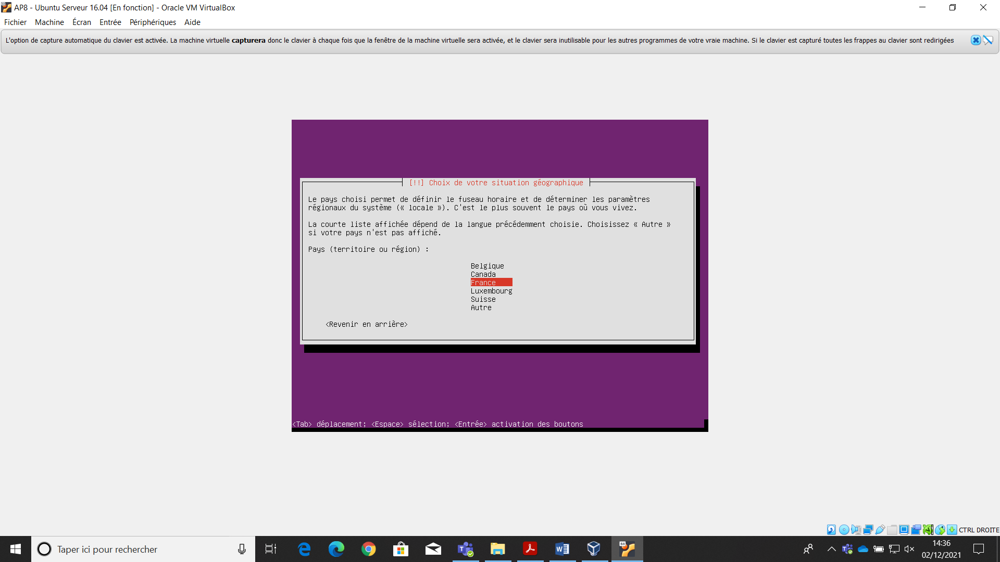 AP8 - Ubuntu Serveur 16.04 [En fonction] - Oracle VM VirtualBox
Fichier Machine Écran Entrée Périphériques Aide
L'option de capture automatique du clavier est activée. La machine virtuelle capturera donc le clavier à chaque fois que la fenêtre de la machine virtuelle sera activée, et le clavier sera inutilisable pour les autres programmes de votre vraie machine. Si le clavier est capturé toutes les frappes au clavier sont redirigées
[!!] Choix de votre situation géographique
Le pays choisi permet de définir le fuseau horaire et de déterminer les paramètres
régionaux du système (« locale »). C'est le plus souvent le pays où vous vivez.
La courte liste affichée dépend de la langue précédemment choisie. Choisissez « Autre »
si votre pays n'est pas affiché.
Pays (territoire ou région) :
Belgique
Canada
France
Luxembourg
Suisse
Autre
<Revenir en arrière>
<Tab> déplacement; <Espace> sélection; <Entrée> activation des boutons
CTRL DROITE
Taper ici pour rechercher
14:36
02/12/2021